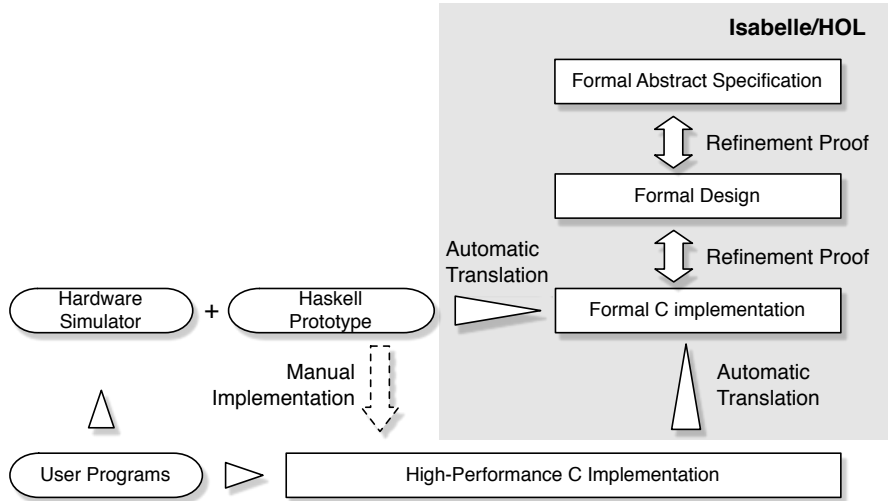 Isabelle/HOL
Formal Abstract Specification
Refinement Proof
Formal Design
Refinement Proof
Automatic
Translation
Hardware
Simulator
+
Haskell
Prototype
Formal C implementation
Manual
Implementation
Automatic
Translation
User Programs
High-Performance C Implementation